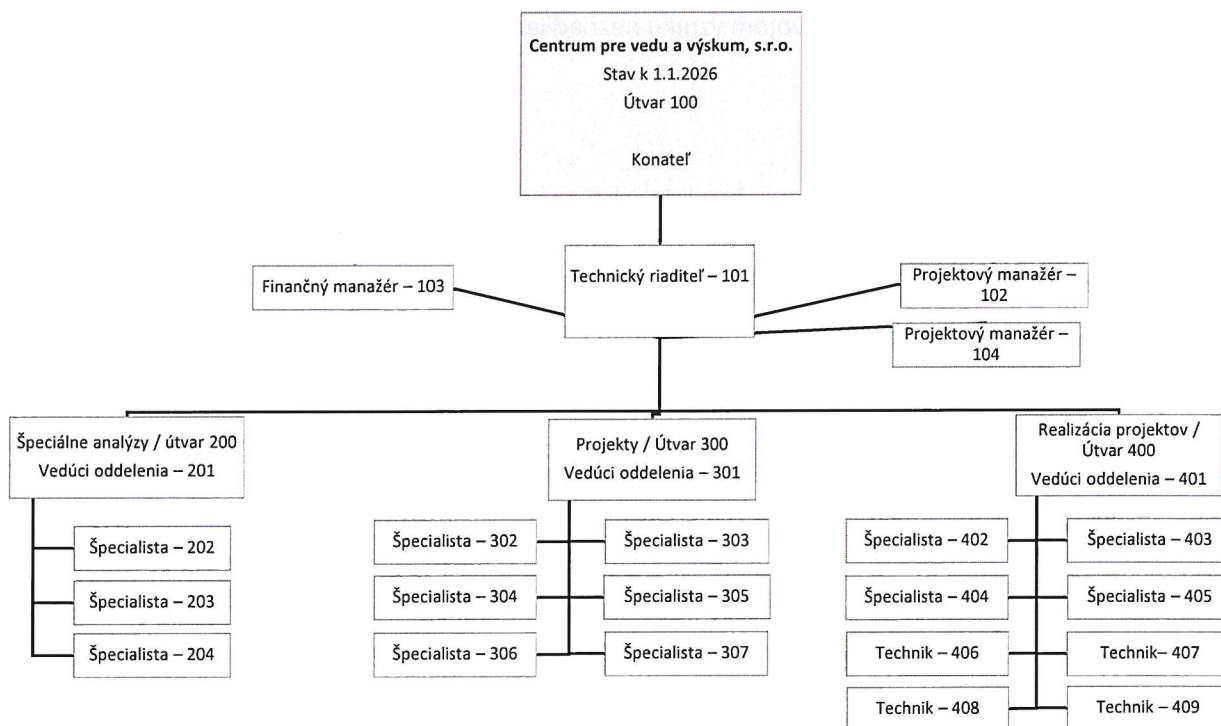 Centrum pre vedu a výskum, s.r.o.
Stav k 1.1.2026
Útvar 100
Konateľ
Technický riaditeľ – 101
Finančný manažér – 103
Projektový manažér –
102
Projektový manažér –
104
Špeciálne analýzy / útvar 200
Vedúci oddelenia – 201
Špecialista – 202
Špecialista – 203
Špecialista – 204
Projekty / Útvar 300
Vedúci oddelenia – 301
Špecialista – 302
Špecialista – 303
Špecialista – 304
Špecialista – 305
Špecialista – 306
Špecialista – 307
Realizácia projektov /
Útvar 400
Vedúci oddelenia – 401
Špecialista – 402
Špecialista – 403
Špecialista – 404
Špecialista – 405
Technik – 406
Technik– 407
Technik – 408
Technik – 409